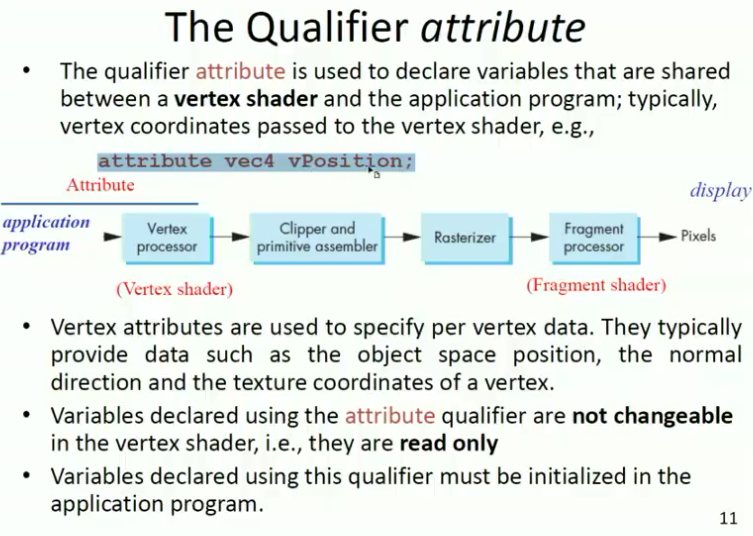 The Qualifier attribute
• The qualifier attribute is used to declare variables that are shared
between a vertex shader and the application program; typically,
vertex coordinates passed to the vertex shader, e.g.,
attribute vec4 vPosition;
Attribute
display
application
program
Vertex
processor
Clipper and
primitive assembler
Rasterizer
Fragment
processor
Pixels
(Vertex shader)
(Fragment shader)
• Vertex attributes are used to specify per vertex data. They typically
provide data such as the object space position, the normal
direction and the texture coordinates of a vertex.
• Variables declared using the attribute qualifier are not changeable
in the vertex shader, i.e., they are read only
• Variables declared using this qualifier must be initialized in the
application program.
11